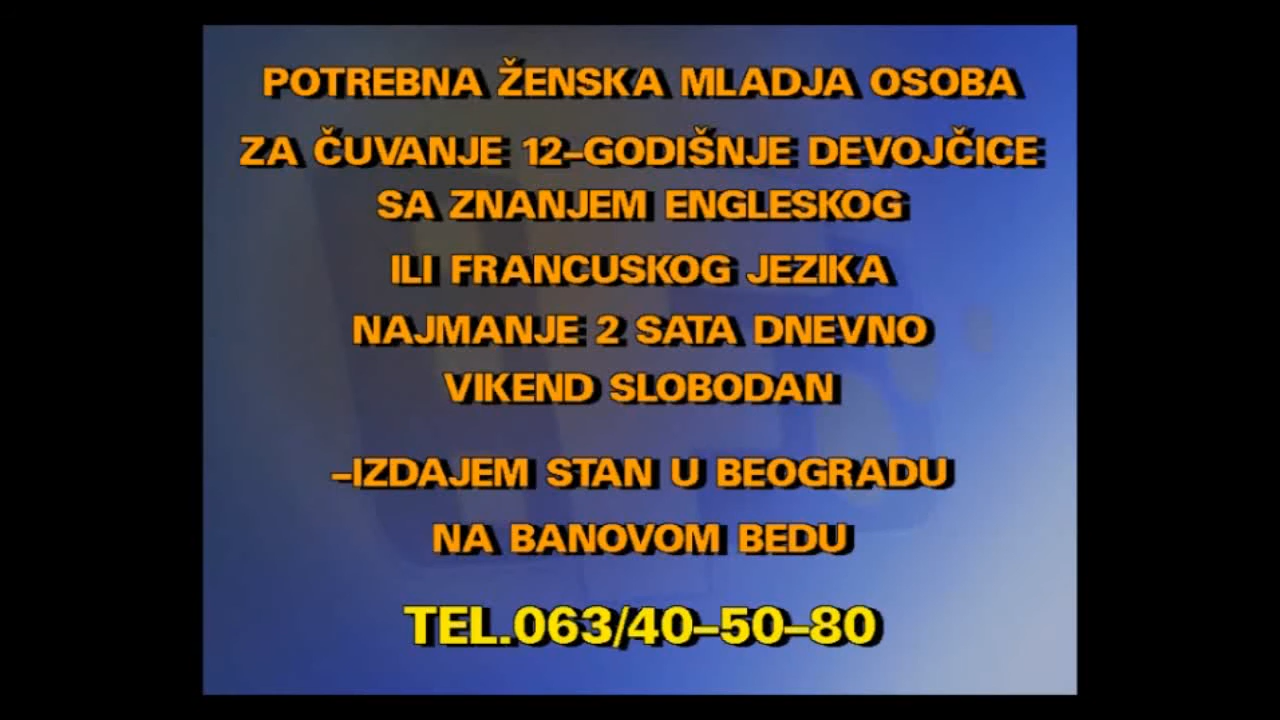 POTREBNA ŽENSKA MLADJA OSOBA
ZA ČUVANJE 12-GODIŠNJE DEVOJČICE
SA ZNANJEM ENGLESKOG
ILI FRANCUSKOG JEZIKA
NAJMANJE 2 SATA DNEVNO
VIKEND SLOBODAN
-IZDAJEM STAN U BEOGRADU
NA BANOVOM BEDU
TEL.063/40-50-80